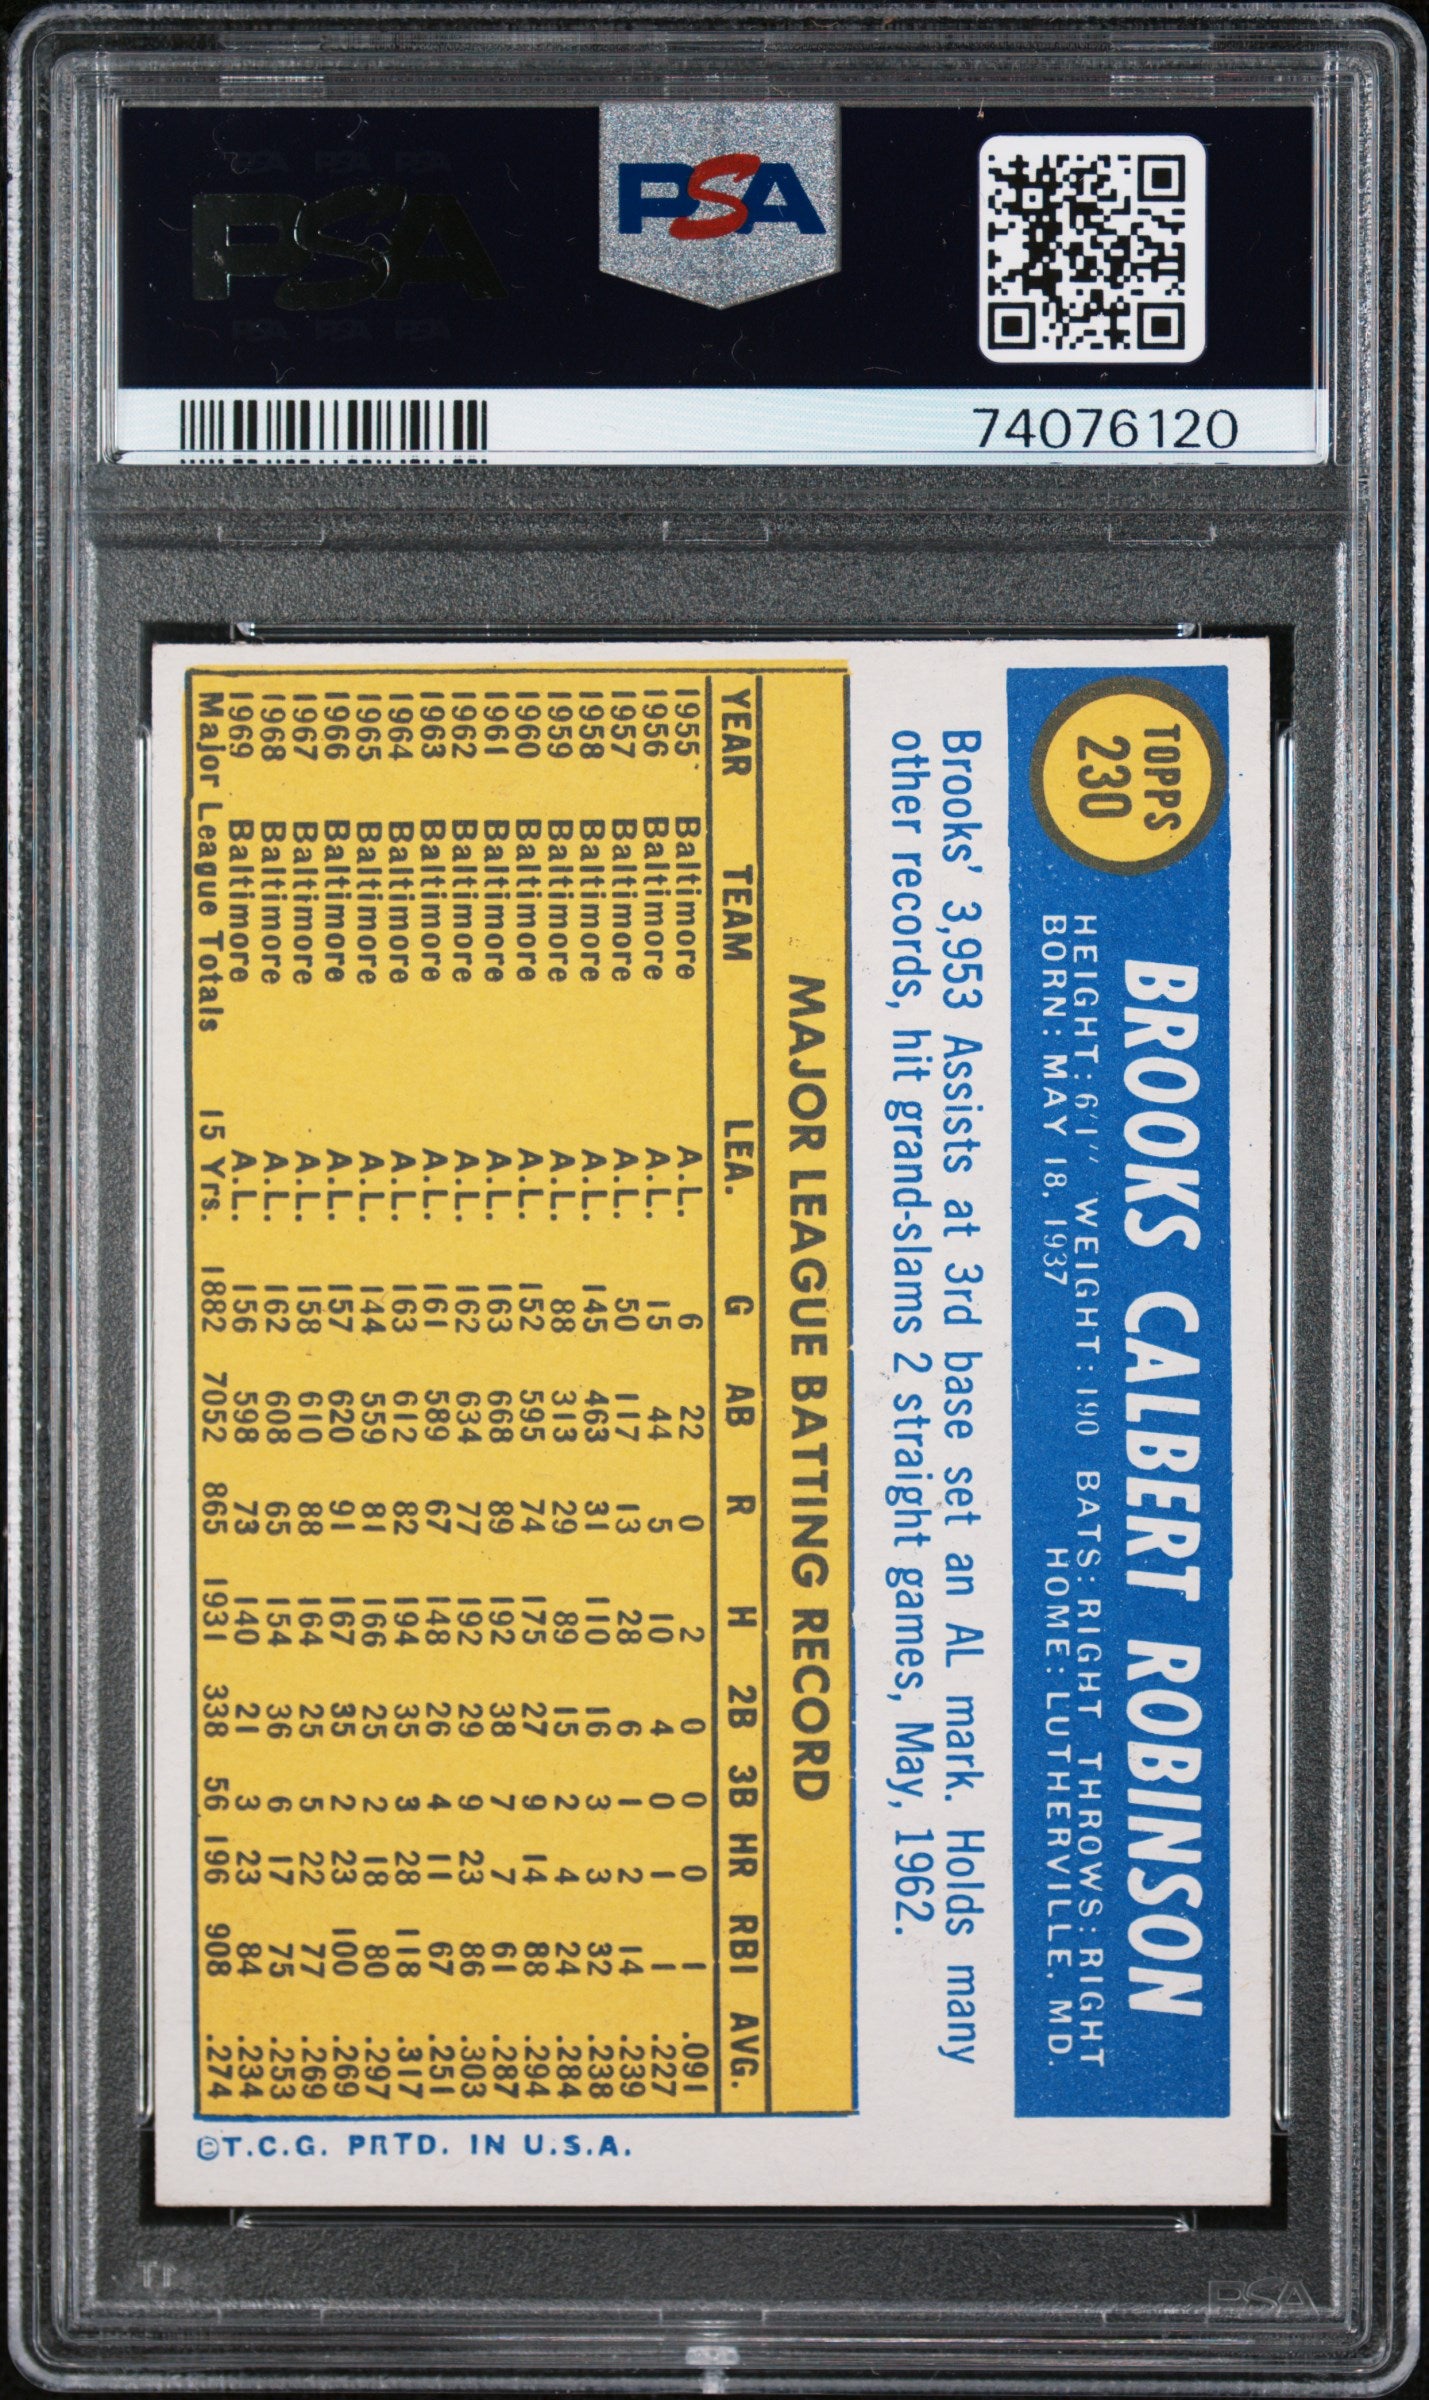 PSA
PSA PSA PSA
PSA
PSA PSA PSA
74076120
TOPPS
230
BROOKS CALBERT ROBINSON
HEIGHT: 6'1" WEIGHT: 190 BATS: RIGHT THROWS: RIGHT
BORN: MAY 18, 1937 HOME: LUTHERVILLE, MD.
Brooks' 3,953 Assists at 3rd base set an AL mark. Holds many
other records, hit grand-slams 2 straight games, May, 1962.
MAJOR LEAGUE BATTING RECORD
YEAR TEAM LEA. G AB R H 2B 3B HR RBI AVG.
1955 Baltimore A.L. 6 22 0 2 0 0 0 1 .091
1956 Baltimore A.L. 15 44 5 10 4 0 1 1 .227
1957 Baltimore A.L. 50 117 13 28 6 1 2 14 .239
1958 Baltimore A.L. 145 463 31 110 16 3 3 32 .238
1959 Baltimore A.L. 88 313 29 89 15 2 4 24 .284
1960 Baltimore A.L. 152 595 74 175 27 9 14 88 .294
1961 Baltimore A.L. 163 668 89 192 38 7 7 61 .287
1962 Baltimore A.L. 162 634 77 192 29 9 23 86 .303
1963 Baltimore A.L. 161 589 67 148 26 4 11 67 .251
1964 Baltimore A.L. 163 612 82 194 35 3 28 118 .317
1965 Baltimore A.L. 144 559 81 166 25 2 18 80 .297
1966 Baltimore A.L. 157 620 91 167 35 2 23 100 .269
1967 Baltimore A.L. 158 610 88 164 25 5 22 77 .269
1968 Baltimore A.L. 162 608 65 154 36 6 17 75 .253
1969 Baltimore A.L. 156 598 73 140 21 3 23 84 .234
Major League Totals 15 Yrs. 1882 7052 865 1931 338 56 196 908 .274
©T.C.G. PRTD. IN U.S.A.
PSA